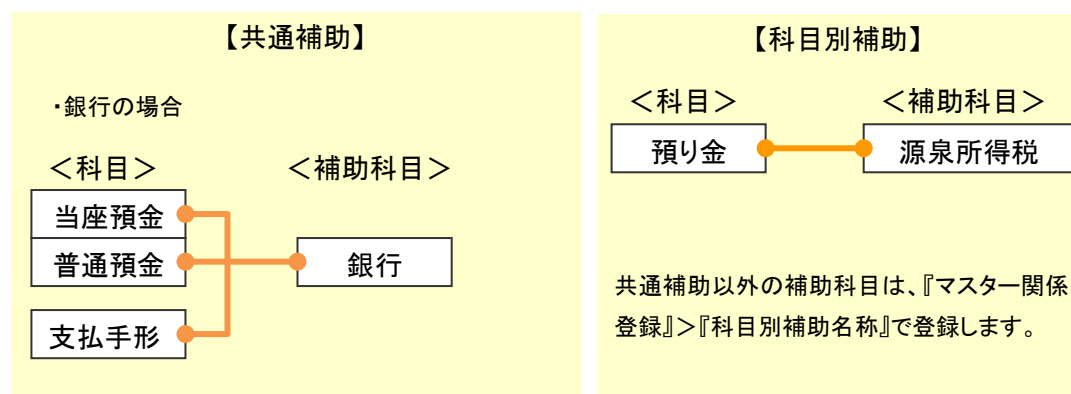 【共通補助】
・銀行の場合
＜科目＞
＜補助科目＞
当座預金
普通預金
銀行
支払手形
【科目別補助】
＜科目＞
＜補助科目＞
預り金
源泉所得税
共通補助以外の補助科目は、『マスター関係
登録』＞『科目別補助名称』で登録します。